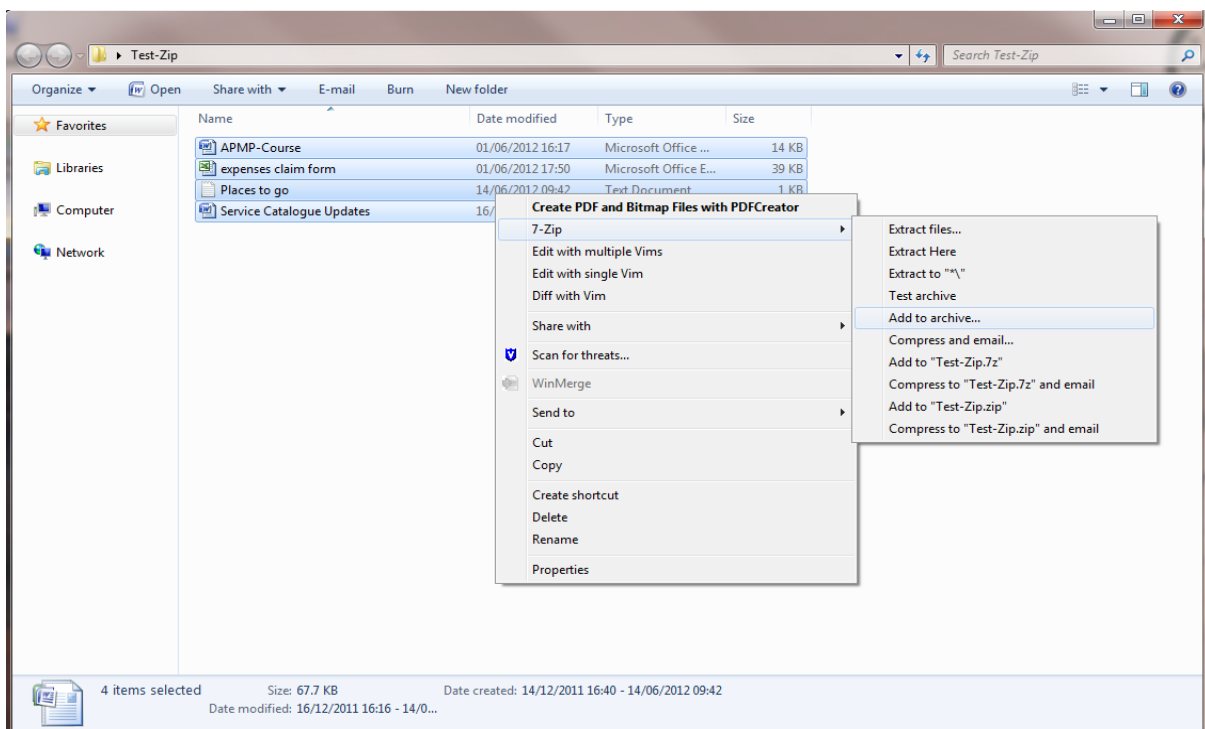 Test-Zip
Search Test-Zip
Organize Open Share with E-mail Burn New folder
Favorites
Libraries
Computer
Network
Name Date modified Type Size
APMP-Course 01/06/2012 16:17 Microsoft Office ... 14 KB
expenses claim form 01/06/2012 17:50 Microsoft Office E... 39 KB
Places to go 14/06/2012 09:42 Text Document 1 KB
Service Catalogue Updates 16/
Create PDF and Bitmap Files with PDFCreator
7-Zip
Edit with multiple Vims
Edit with single Vim
Diff with Vim
Share with
Scan for threats...
WinMerge
Send to
Cut
Copy
Create shortcut
Delete
Rename
Properties
Extract files...
Extract Here
Extract to "*\"
Test archive
Add to archive...
Compress and email...
Add to "Test-Zip.7z"
Compress to "Test-Zip.7z" and email
Add to "Test-Zip.zip"
Compress to "Test-Zip.zip" and email
4 items selected Size: 67.7 KB Date created: 14/12/2011 16:40 - 14/06/2012 09:42
Date modified: 16/12/2011 16:16 - 14/0...